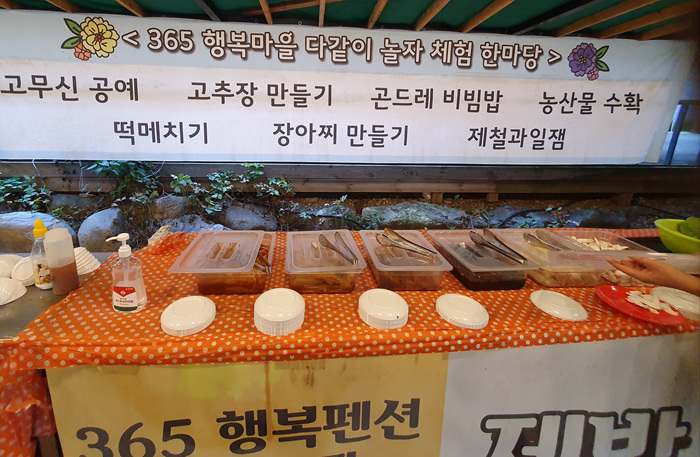 < 365 행복마을 다같이 놀자 체험 한마당 >
고무신 공예 고추장 만들기 곤드레 비빔밥 농산물 수확
떡메치기 장아찌 만들기 제철과일잼
365 행복펜션